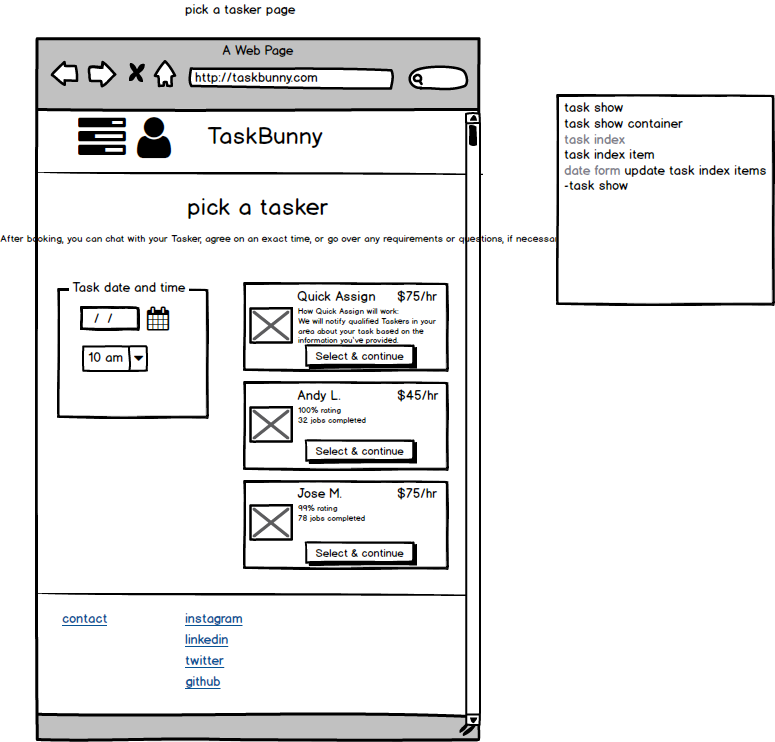 pick a tasker page
A Web Page
http://taskbunny.com
TaskBunny
pick a tasker
After booking, you can chat with your Tasker, agree on an exact time, or go over any requirements or questions, if
Task date and time
/ /
10 am
Quick Assign $75/hr
How Quick Assign will work:
We will notify qualified Taskers in your
area about your task based on the
information you've provided.
Select & continue
Andy L. $45/hr
100% rating
32 jobs completed
Select & continue
Jose M. $75/hr
99% rating
78 jobs completed
Select & continue
contact
instagram
linkedin
twitter
github
task show
task show container
task index
task index item
date form update task index items
-task show